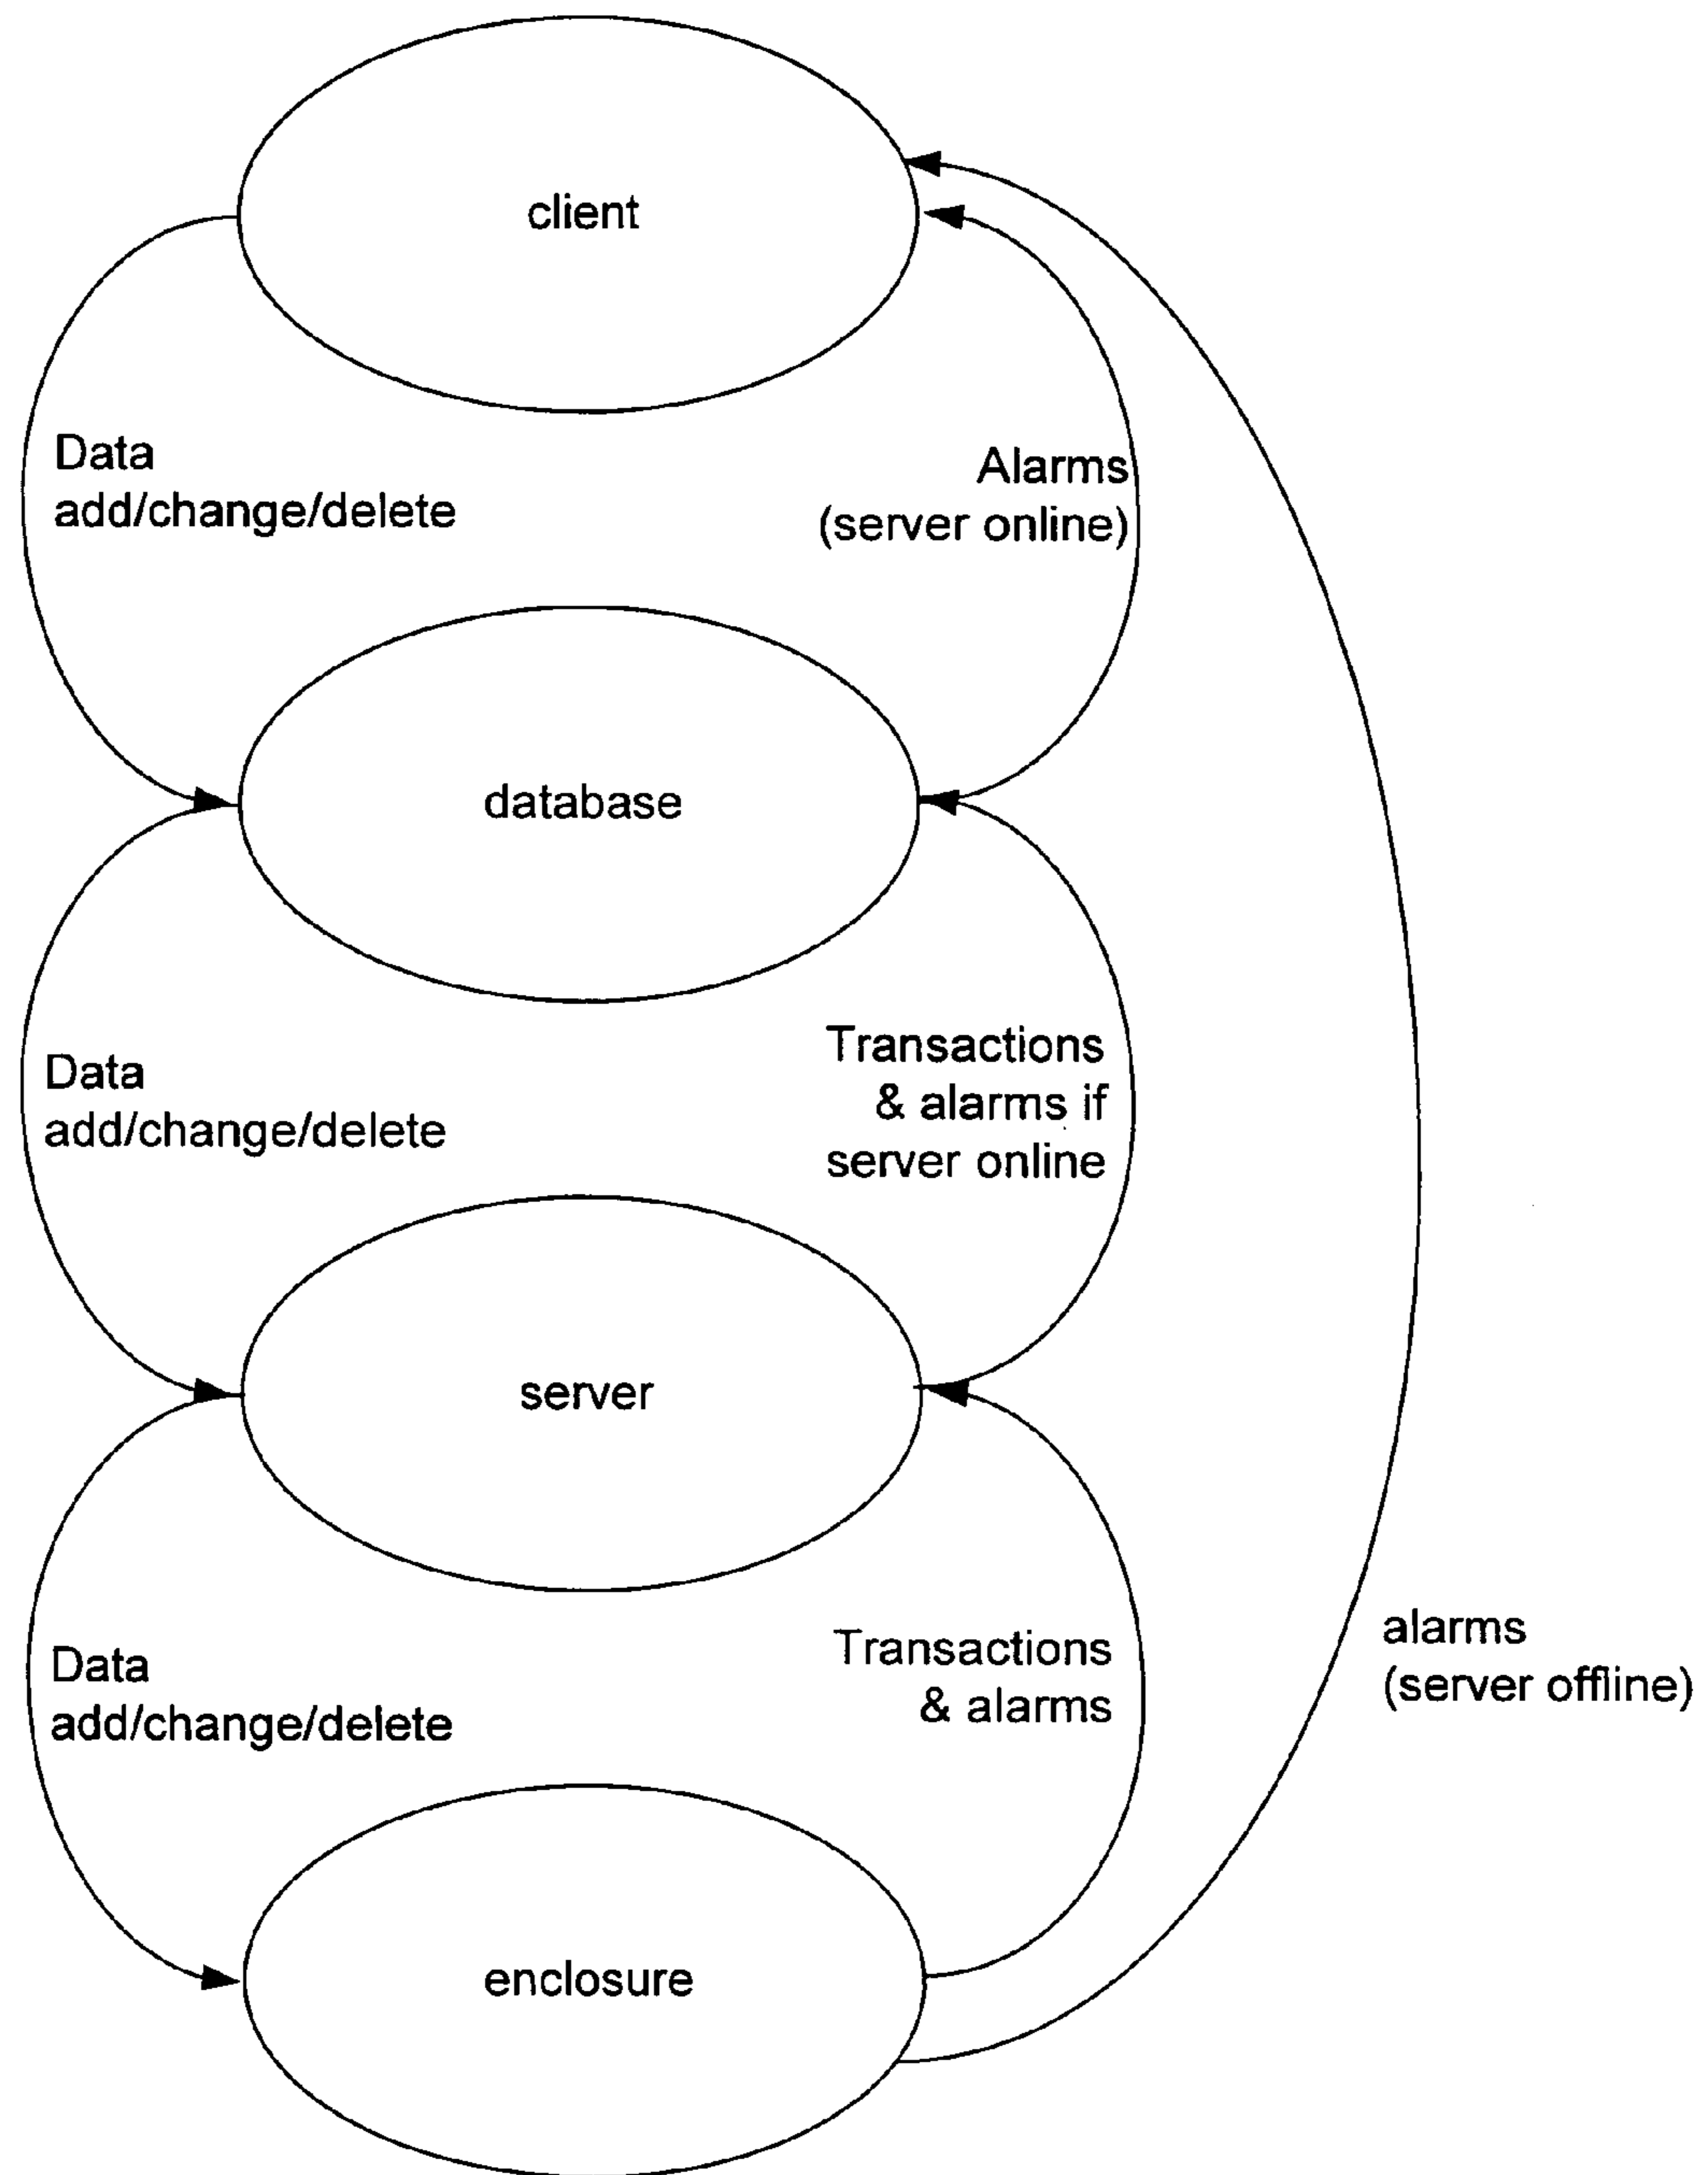 client
Data
add/change/delete
Alarms
(server online)
database
Data
add/change/delete
Transactions
& alarms if
server online
server
Data
add/change/delete
Transactions
& alarms
alarms
(server offline)
enclosure